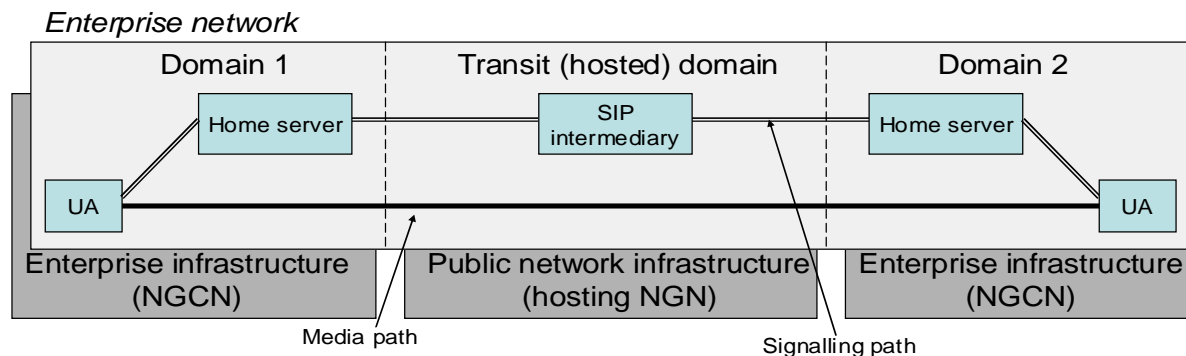 Enterprise network
Domain 1
Transit (hosted) domain
Domain 2
Home server
SIP
intermediary
Home server
UA
UA
Enterprise infrastructure
(NGCN)
Public network infrastructure
(hosting NGN)
Enterprise infrastructure
(NGCN)
Media path
Signalling path